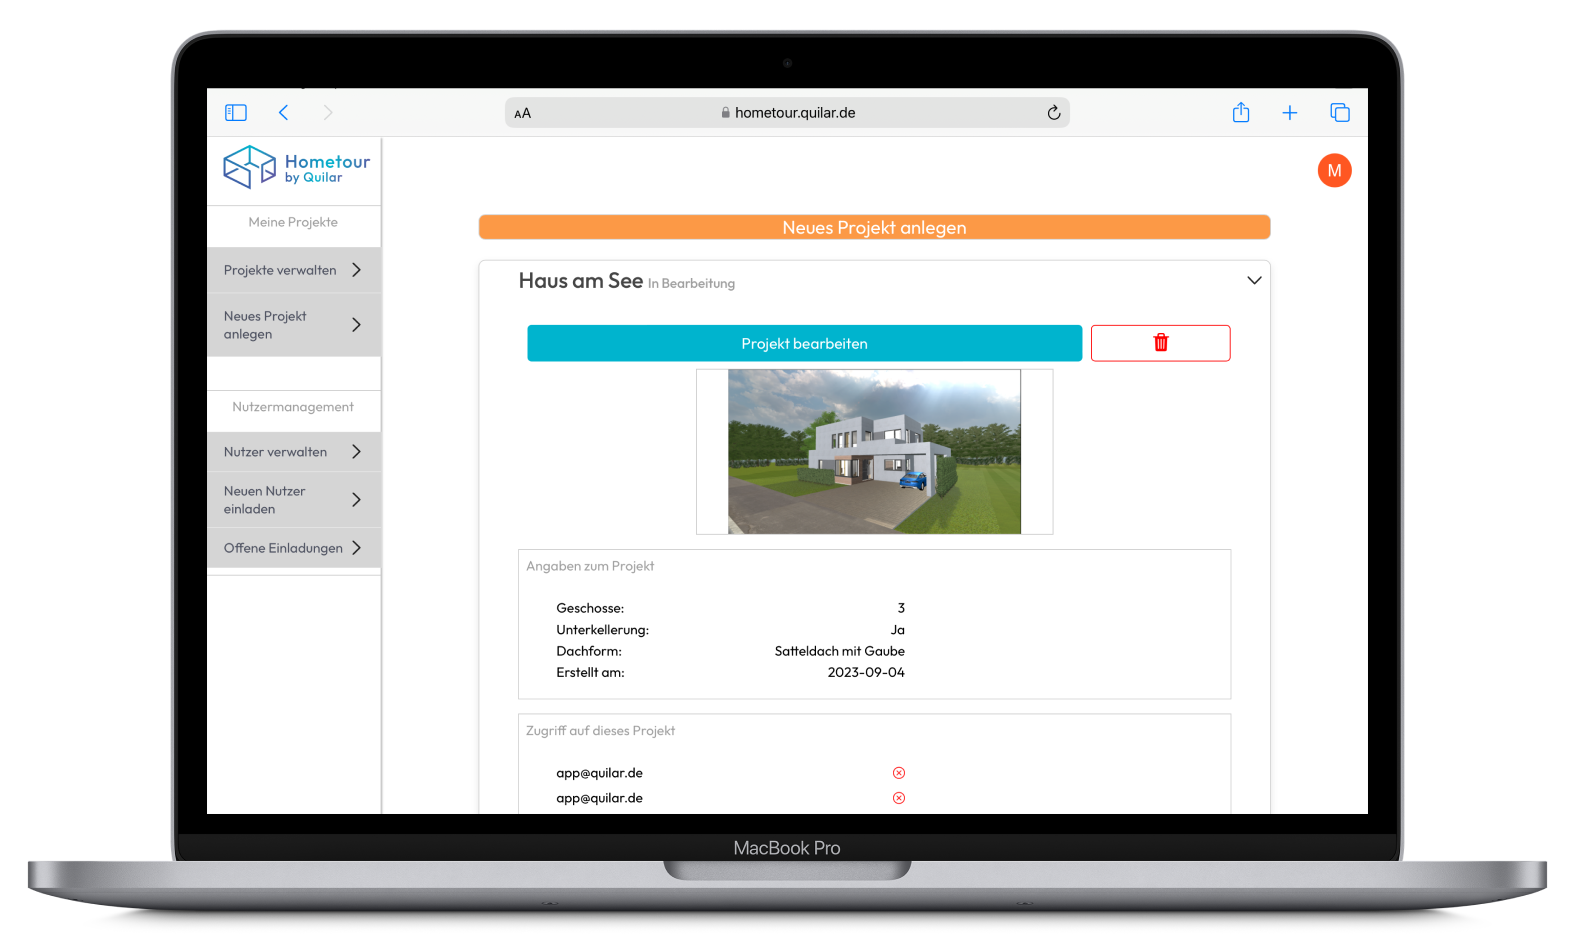 AA
hometour.quilar.de
Hometour
by Quilar
M
Meine Projekte
Projekte verwalten
Neues Projekt
anlegen
Nutzermanagement
Nutzer verwalten
Neuen Nutzer
einladen
Offene Einladungen
Neues Projekt anlegen
Haus am See In Bearbeitung
Projekt bearbeiten
Angaben zum Projekt
Geschosse: 3
Unterkellerung: Ja
Dachform: Satteldach mit Gaube
Erstellt am: 2023-09-04
Zugriff auf dieses Projekt
app@quilar.de
app@quilar.de
MacBook Pro